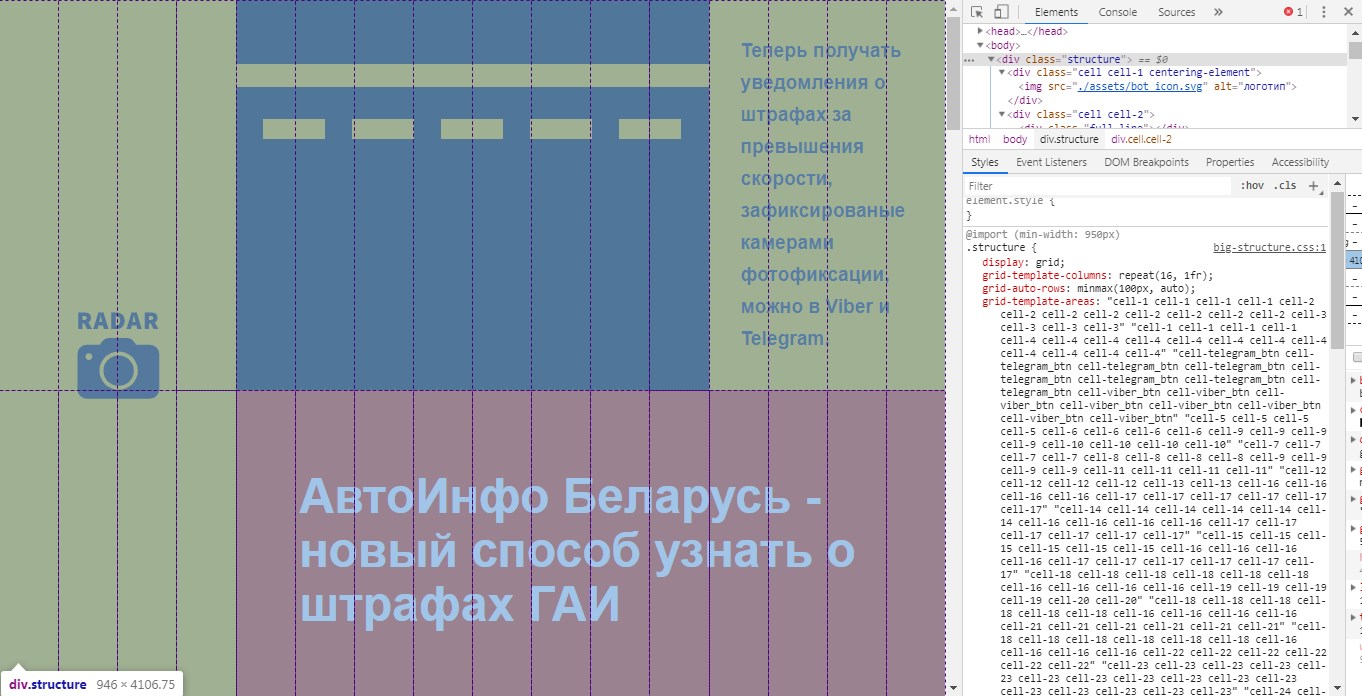 Теперь получать
уведомления о
штрафах за
превышения
скорости,
зафиксированые
камерами
фотофиксации,
можно в Viber и
Telegram
RADAR
АвтоИнфо Беларусь -
новый способ узнать о
штрафах ГАИ
div.structure 946 × 4106.75
Elements Console Sources » 1
<head>…</head>
<body>
<div class="structure"> == $0
<div class="cell cell-1 centering-element">
<img src="./assets/bot_icon.svg" alt="логотип">
</div>
<div class="cell cell-2">
html body div.structure div.cell.cell-2
Styles Event Listeners DOM Breakpoints Properties Accessibility
Filter :hov .cls +
element.style {
}
@import (min-width: 950px)
.structure { big-structure.css:1
display: grid;
grid-template-columns: repeat(16, 1fr);
grid-auto-rows: minmax(100px, auto);
grid-template-areas: "cell-1 cell-1 cell-1 cell-1 cell-2
cell-2 cell-2 cell-2 cell-2 cell-2 cell-2 cell-2 cell-3
cell-3 cell-3 cell-3" "cell-1 cell-1 cell-1 cell-1
cell-4 cell-4 cell-4 cell-4 cell-4 cell-4 cell-4 cell-4
cell-4 cell-4 cell-4 cell-4" "cell-telegram_btn cell-
telegram_btn cell-telegram_btn cell-telegram_btn cell-
telegram_btn cell-telegram_btn cell-telegram_btn cell-
telegram_btn cell-viber_btn cell-viber_btn cell-
viber_btn cell-viber_btn cell-viber_btn cell-viber_btn
cell-viber_btn cell-viber_btn" "cell-5 cell-5 cell-5
cell-5 cell-6 cell-6 cell-6 cell-6 cell-9 cell-9 cell-9
cell-9 cell-10 cell-10 cell-10 cell-10" "cell-7 cell-7
cell-7 cell-7 cell-8 cell-8 cell-8 cell-8 cell-9 cell-9
cell-9 cell-9 cell-11 cell-11 cell-11 cell-11" "cell-12
cell-12 cell-12 cell-12 cell-13 cell-13 cell-16 cell-16
cell-16 cell-16 cell-17 cell-17 cell-17 cell-17 cell-17
cell-17" "cell-14 cell-14 cell-14 cell-14 cell-14 cell-
14 cell-16 cell-16 cell-16 cell-16 cell-17 cell-17
cell-17 cell-17 cell-17 cell-17" "cell-15 cell-15 cell-
15 cell-15 cell-15 cell-15 cell-16 cell-16 cell-16
cell-16 cell-17 cell-17 cell-17 cell-17 cell-17 cell-
17" "cell-18 cell-18 cell-18 cell-18 cell-18 cell-18
cell-16 cell-16 cell-16 cell-16 cell-19 cell-19 cell-19
cell-19 cell-20 cell-20" "cell-18 cell-18 cell-18 cell-
18 cell-18 cell-18 cell-16 cell-16 cell-16 cell-16
cell-21 cell-21 cell-21 cell-21 cell-21 cell-21" "cell-
18 cell-18 cell-18 cell-18 cell-18 cell-18 cell-16
cell-16 cell-16 cell-16 cell-22 cell-22 cell-22 cell-22
cell-22 cell-22" "cell-23 cell-23 cell-23 cell-23 cell-
23 cell-23 cell-23 cell-23 cell-23 cell-23 cell-23
cell-23 cell-23 cell-23 cell-23 cell-23" "cell-24 cell-